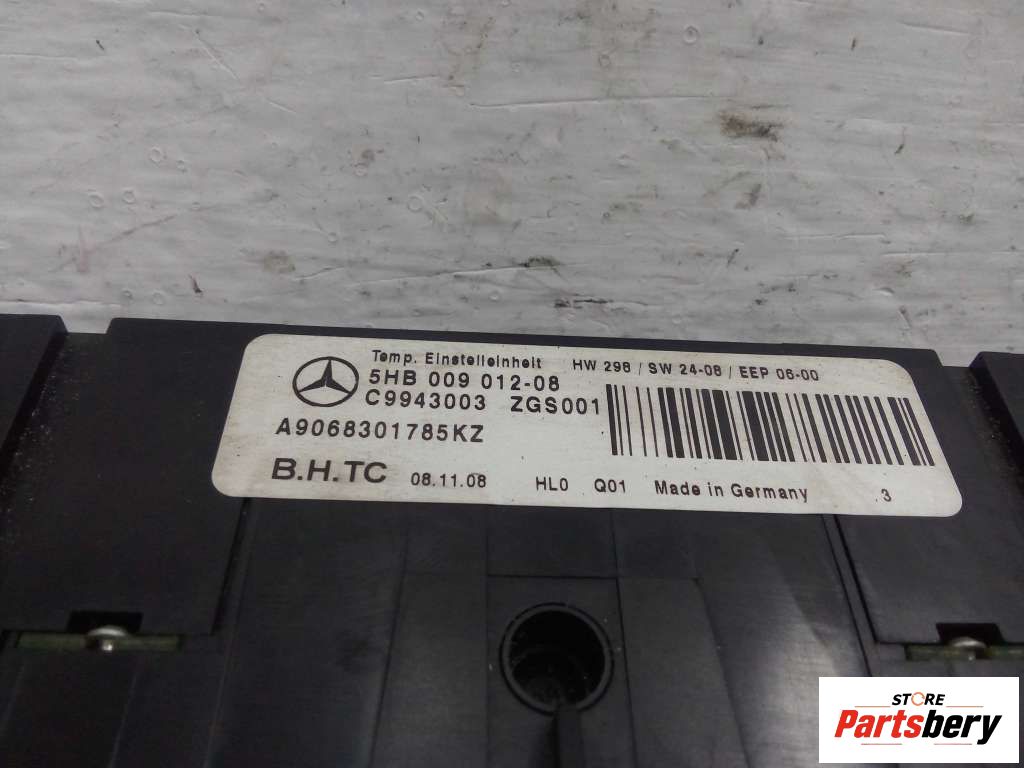 Temp. Einstelleinheit HW 298 / SW 24-08 / EEP 06-00
5HB 009 012-08
C9943003 ZGS001
A9068301785KZ
B.H.TC 08.11.08 HL0 Q01 Made in Germany 3
STORE
Partsbery